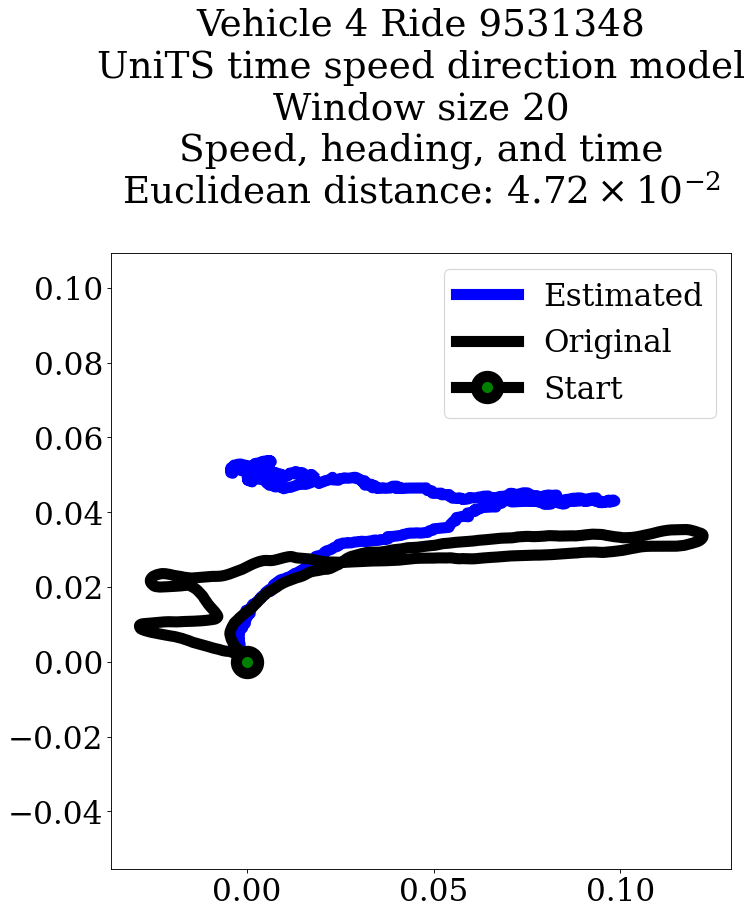 Vehicle 4 Ride 9531348
UniTS time speed direction model
Window size 20
Speed, heading, and time
Euclidean distance: 4.72 × 10⁻²
Estimated
Original
Start
0.10
0.08
0.06
0.04
0.02
0.00
−0.02
−0.04
0.00 0.05 0.10